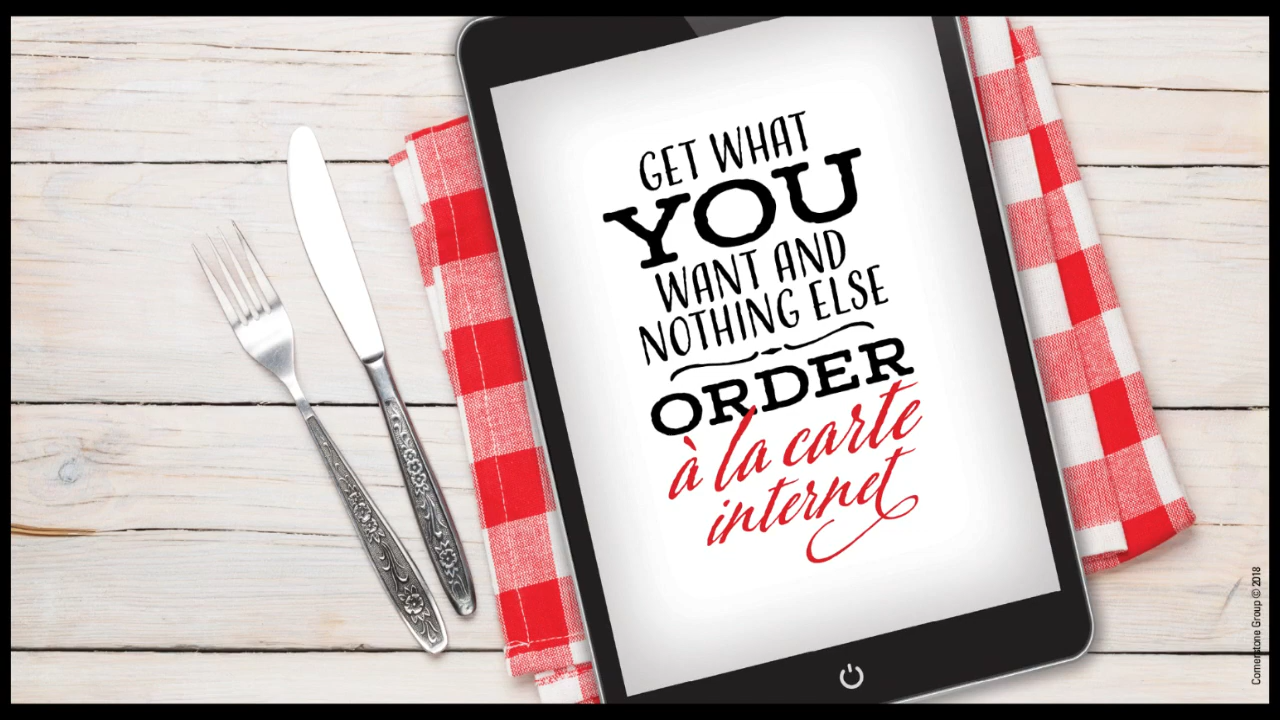 GET WHAT
YOU
WANT AND
NOTHING ELSE
ORDER
à la carte
internet
Cornerstone Group © 2018